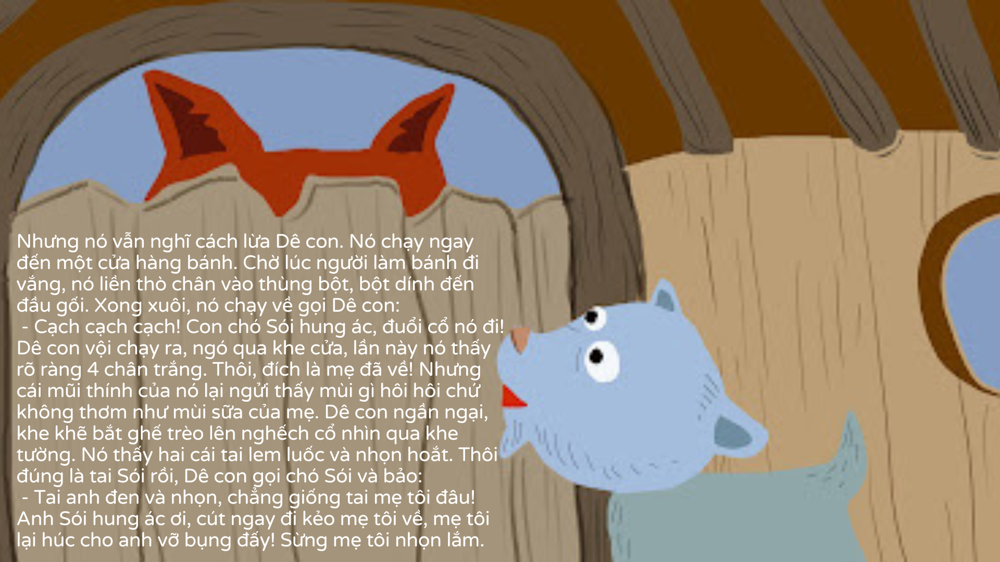 Nhưng nó vẫn nghĩ cách lừa Dê con. Nó chạy ngay
đến một cửa hàng bánh. Chờ lúc người làm bánh đi
vắng, nó liền thò chân vào thùng bột, bột dính đến
đầu gối. Xong xuôi, nó chạy về gọi Dê con:
- Cạch cạch cạch! Con chó Sói hung ác, đuổi cổ nó đi!
Dê con vội chạy ra, ngó qua khe cửa, lần này nó thấy
rõ ràng 4 chân trắng. Thôi, đích là mẹ đã về! Nhưng
cái mũi thính của nó lại ngửi thấy mùi gì hôi hôi chứ
không thơm như mùi sữa của mẹ. Dê con ngần ngại,
khe khẽ bắt ghế trèo lên nghếch cổ nhìn qua khe
tường. Nó thấy hai cái tai lem luốc và nhọn hoắt. Thôi
đúng là tai Sói rồi, Dê con gọi chó Sói và bảo:
- Tai anh đen và nhọn, chẳng giống tai mẹ tôi đâu!
Anh Sói hung ác ơi, cút ngay đi kẻo mẹ tôi về, mẹ tôi
lại húc cho anh vỡ bụng đấy! Sừng mẹ tôi nhọn lắm.